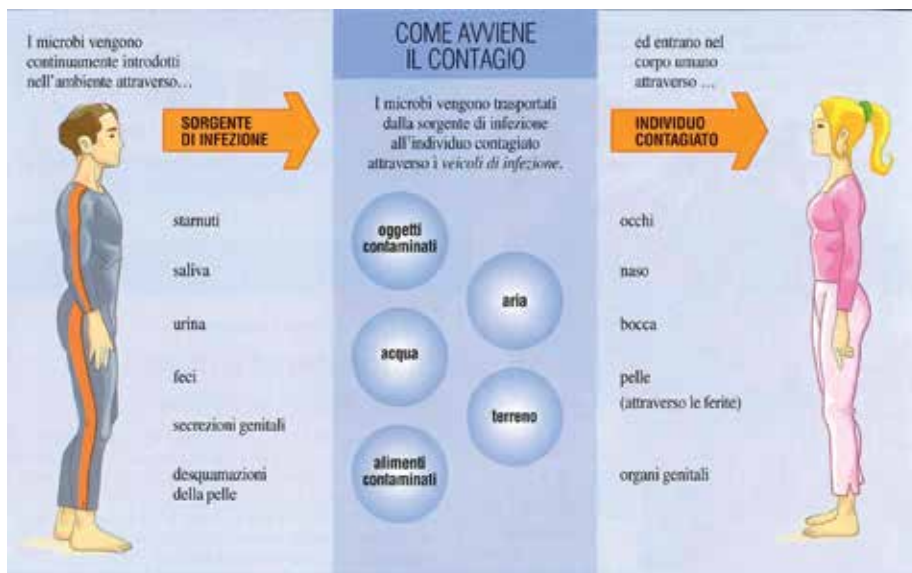 I microbi vengono
continuamente introdotti
nell'ambiente attraverso…
SORGENTE
DI INFEZIONE
starnuti
saliva
urina
feci
secrezioni genitali
desquamazioni
della pelle
COME AVVIENE
IL CONTAGIO
I microbi vengono trasportati
dalla sorgente di infezione
all'individuo contagiato
attraverso i veicoli di infezione.
oggetti
contaminati
aria
acqua
terreno
alimenti
contaminati
ed entrano nel
corpo umano
attraverso …
INDIVIDUO
CONTAGIATO
occhi
naso
bocca
pelle
(attraverso le ferite)
organi genitali